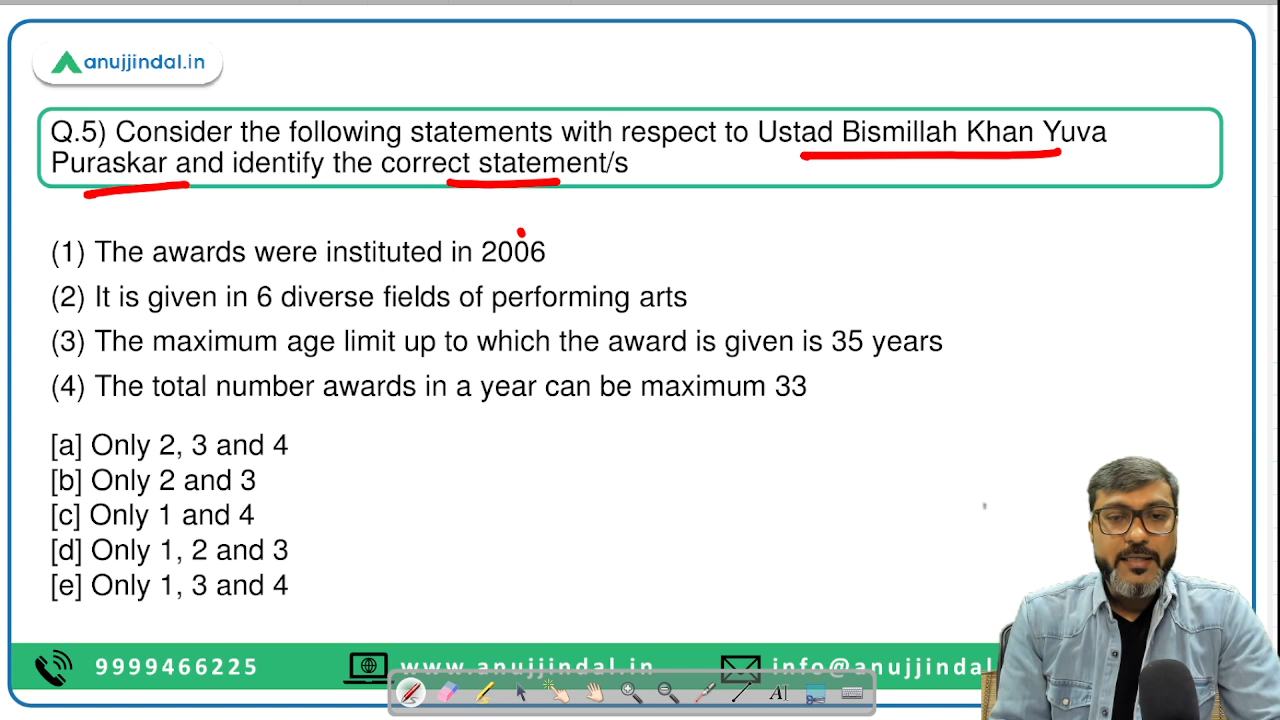 anujjindal.in
Q.5) Consider the following statements with respect to Ustad Bismillah Khan Yuva
Puraskar and identify the correct statement/s
(1) The awards were instituted in 2006
(2) It is given in 6 diverse fields of performing arts
(3) The maximum age limit up to which the award is given is 35 years
(4) The total number awards in a year can be maximum 33
[a] Only 2, 3 and 4
[b] Only 2 and 3
[c] Only 1 and 4
[d] Only 1, 2 and 3
[e] Only 1, 3 and 4
9999466225 www.anujjindal.in info@anujjindal